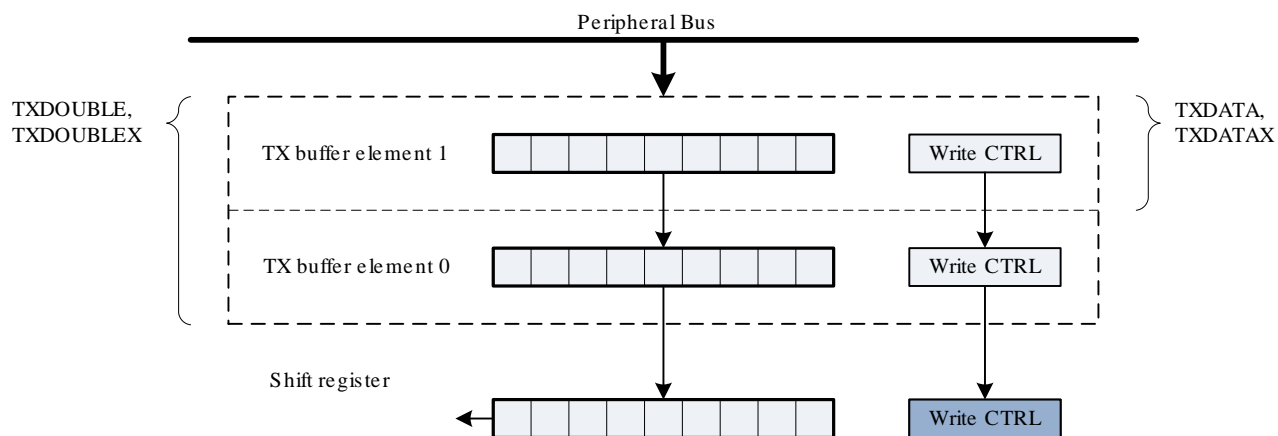 Peripheral Bus
TXDOUBLE,
TXDOUBLEX
TXDATA,
TXDATAX
TX buffer element 1
Write CTRL
TX buffer element 0
Write CTRL
Shift register
Write CTRL